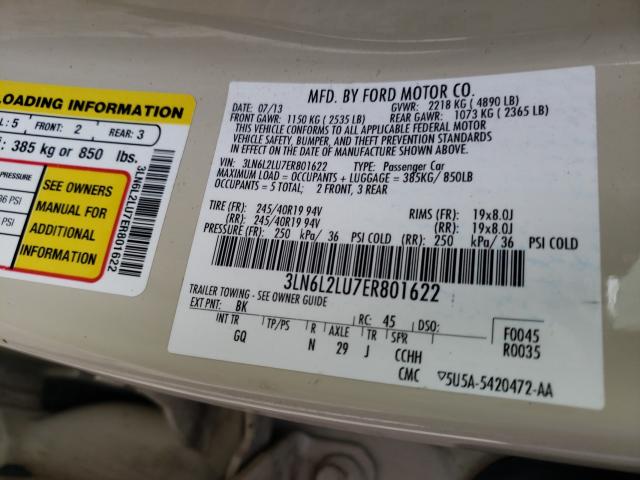 LOADING INFORMATION
L: 5 FRONT: 2 REAR: 3
: 385 kg or 850 lbs.
PRESSURE
PSI
PSI
SEE OWNERS
MANUAL FOR
ADDITIONAL
INFORMATION
3LN6L2LU7ER801622
MFD. BY FORD MOTOR CO.
DATE: 07/13 GVWR: 2218 KG ( 4890 LB)
FRONT GAWR: 1150 KG ( 2535 LB) REAR GAWR: 1073 KG ( 2365 LB)
THIS VEHICLE CONFORMS TO ALL APPLICABLE FEDERAL MOTOR
VEHICLE SAFETY, BUMPER, AND THEFT PREVENTION STANDARDS
IN EFFECT ON THE DATE OF MANUFACTURE SHOWN ABOVE.
VIN: 3LN6L2LU7ER801622 TYPE: Passenger Car
MAXIMUM LOAD = OCCUPANTS + LUGGAGE = 385KG/ 850LB
OCCUPANTS = 5 TOTAL; 2 FRONT, 3 REAR
TIRE (FR) 245/40R19 94V RIMS (FR) 19x8.0J
(RR): 245/40R19 94V (RR): 19x8.0J
PRESSURE (FR) 250 kPa/ 36 PSI COLD (RR): 250 kPa/ 36 PSI COLD
3LN6L2LU7ER801622
TRAILER TOWING - SEE OWNER GUIDE
EXT PNT: BK RC: 45 DSO: F0045
INT TR TP/PS R AXLE TR SPR R0035
GQ N 29 J CCHH
CMC 5U5A-5420472-AA